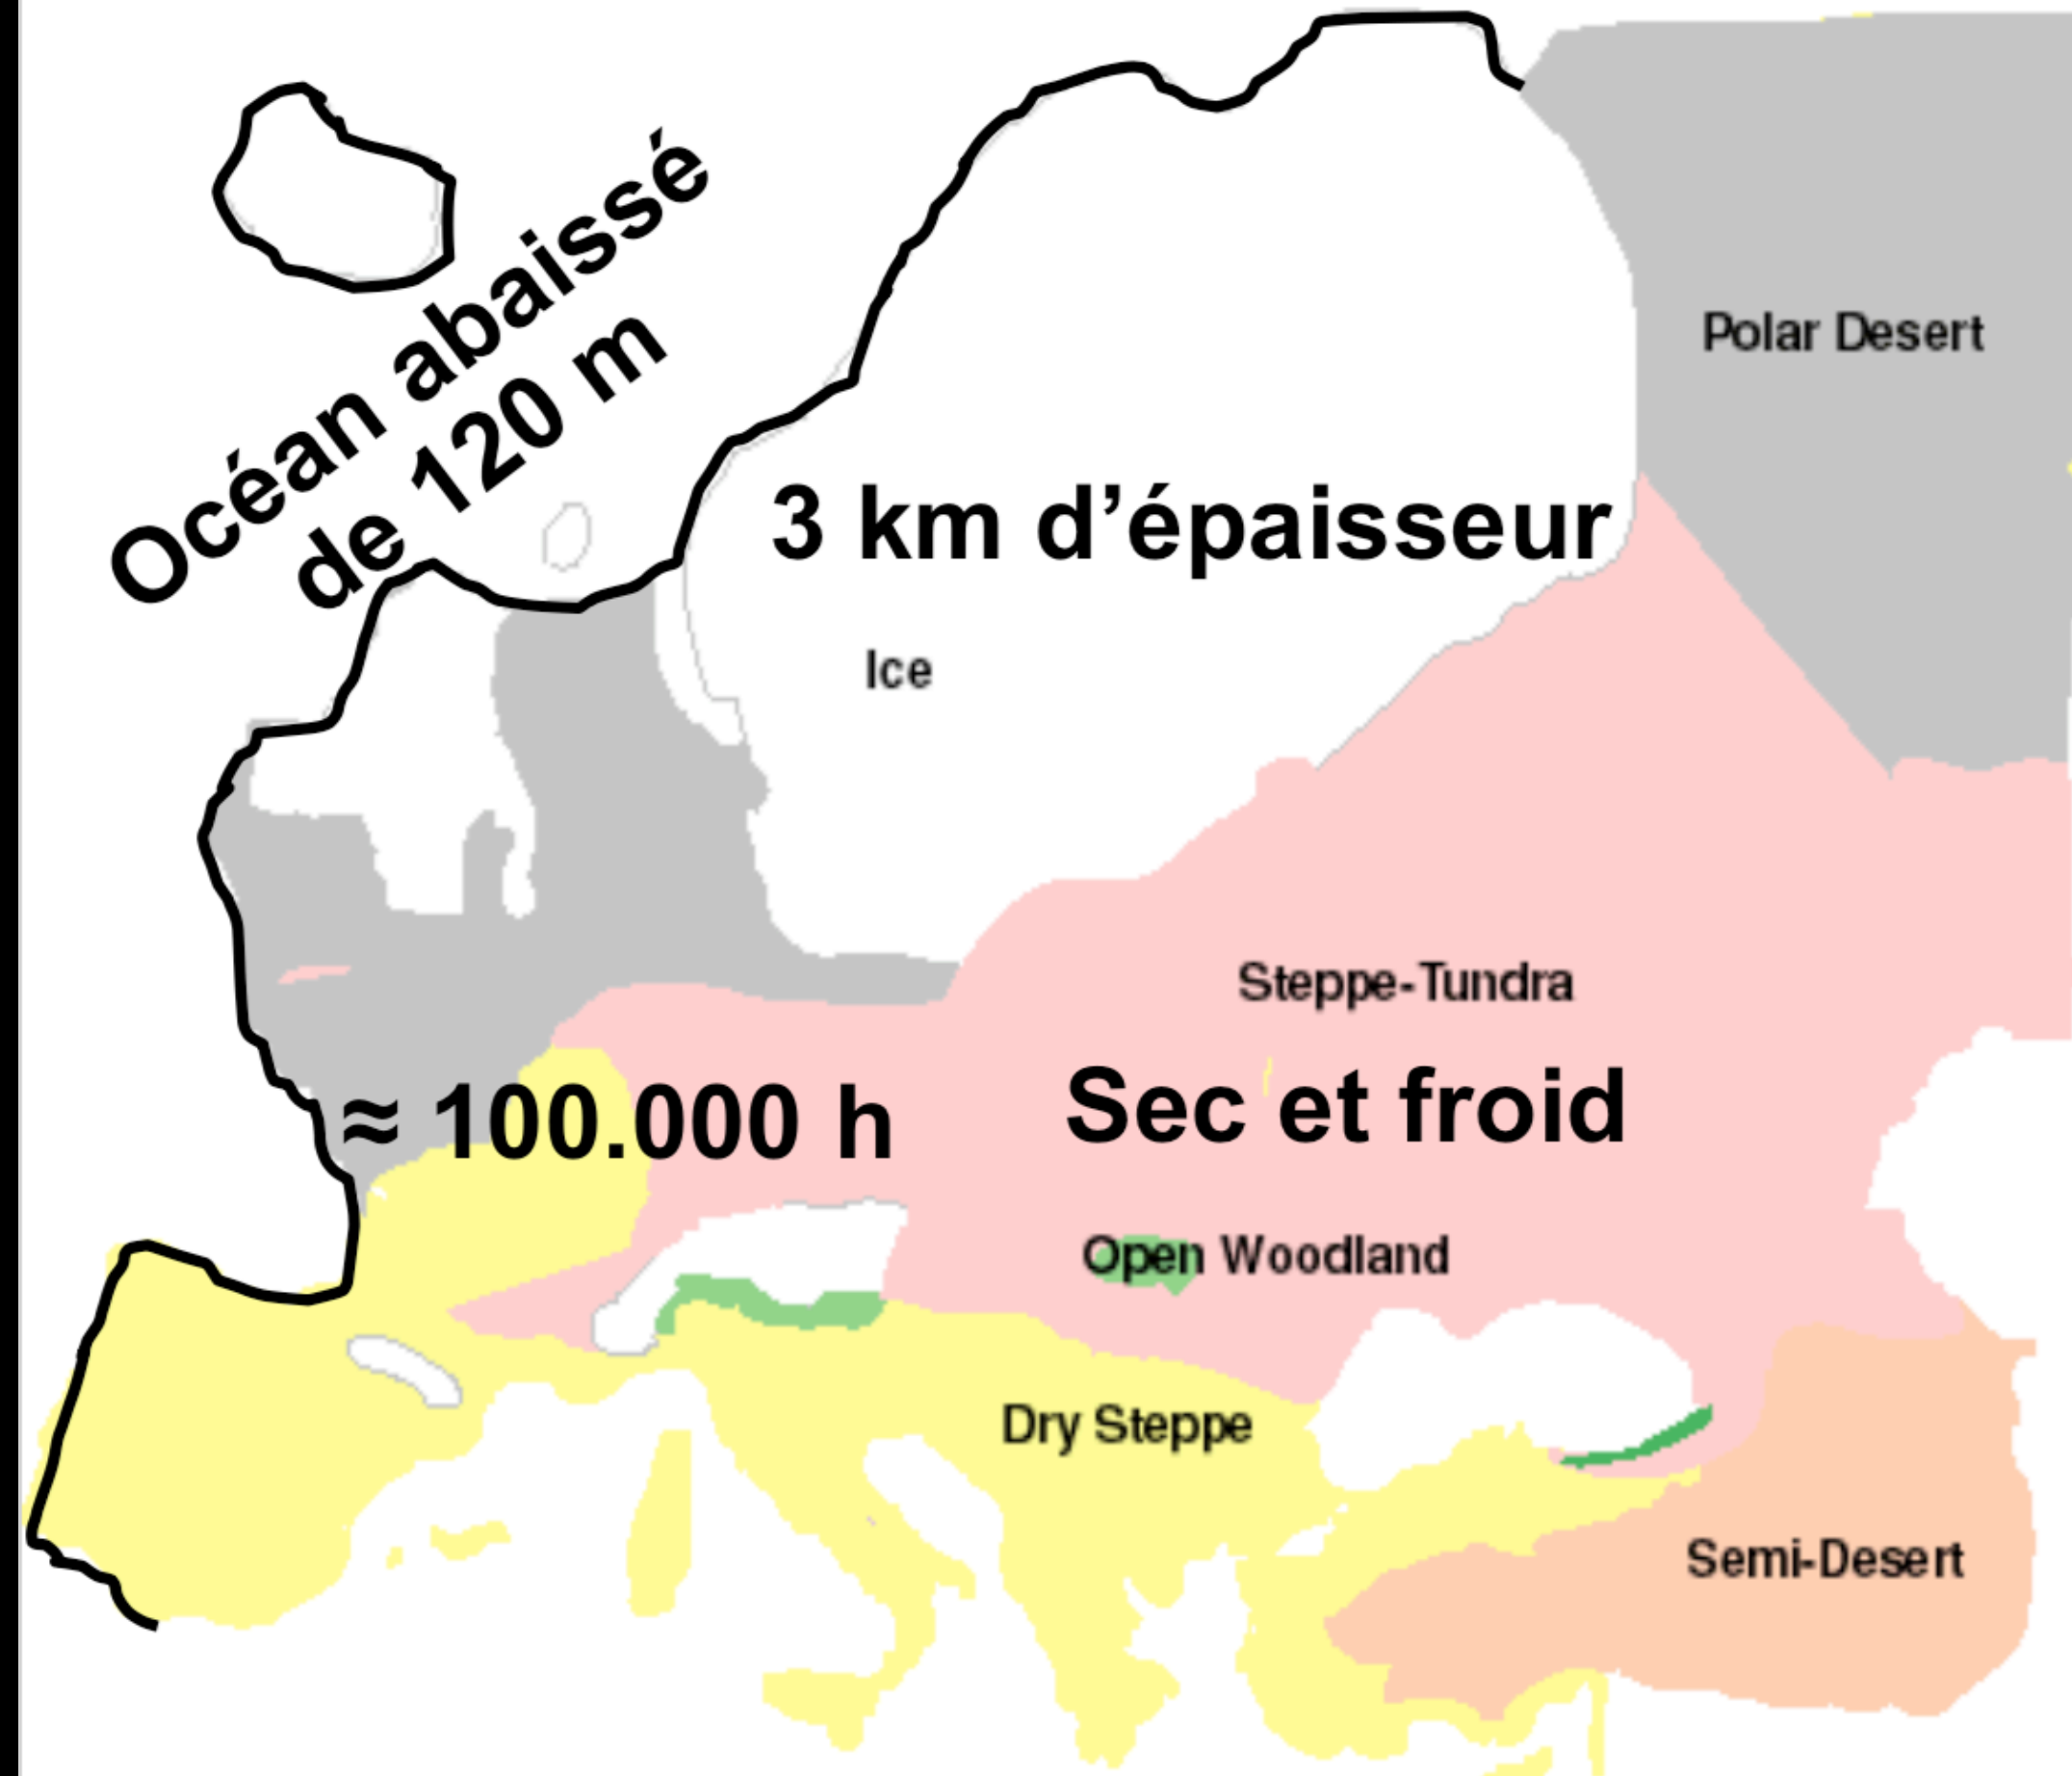 Océan abaissé
de 120 m
Polar Desert
3 km d’épaisseur
Ice
Steppe-Tundra
≈ 100.000 h
Sec et froid
Open Woodland
Dry Steppe
Semi-Desert